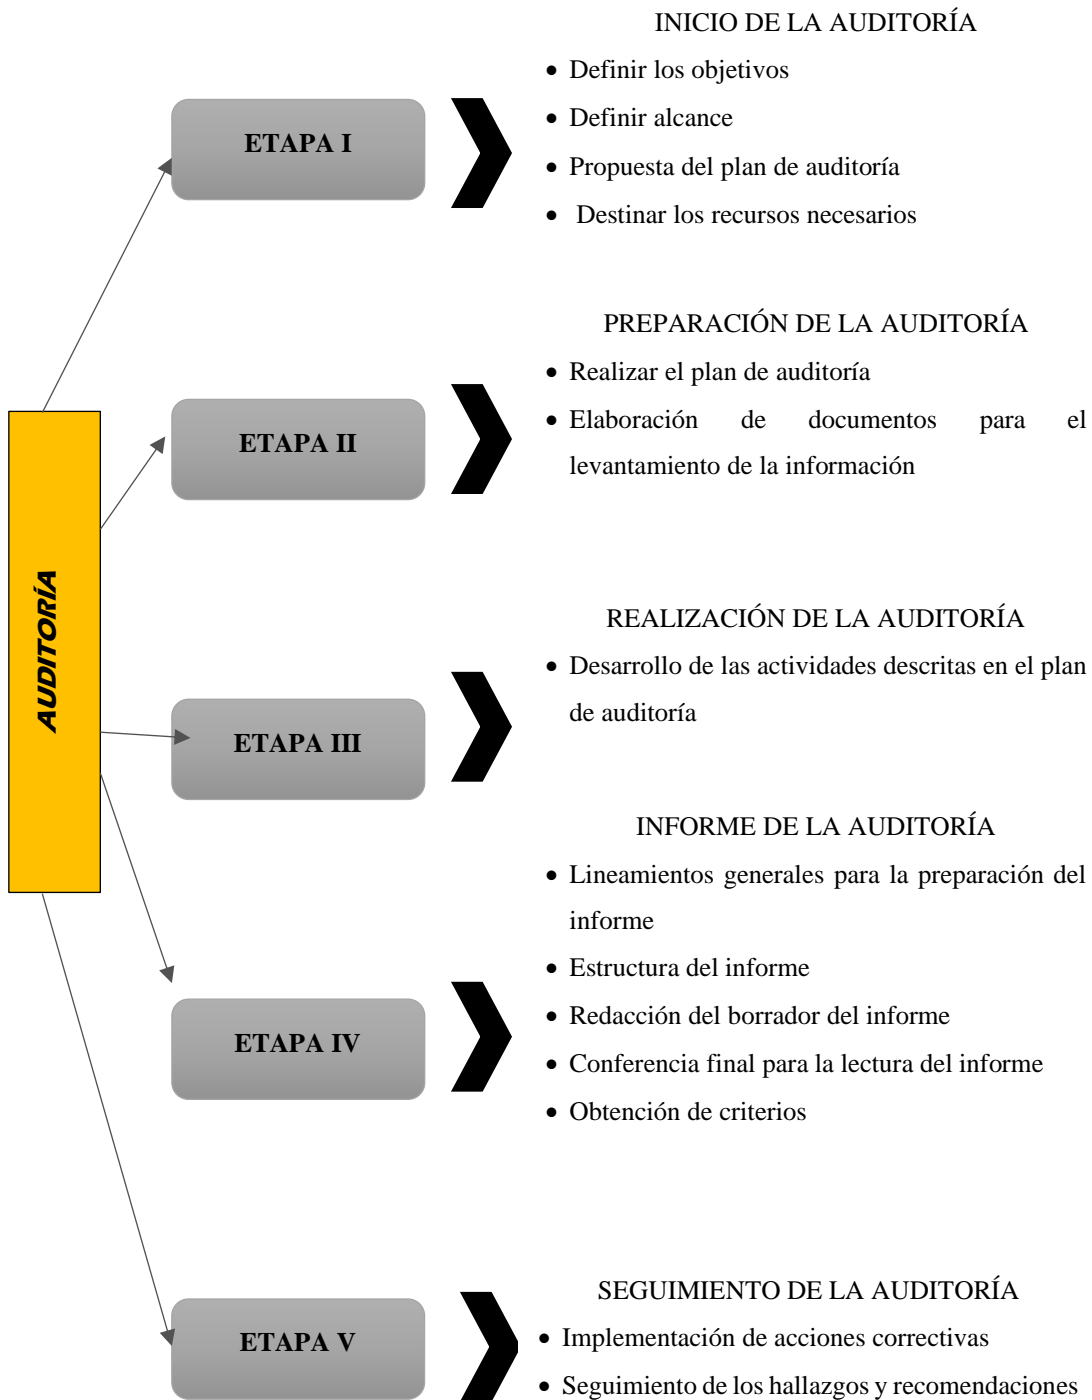 AUDITORÍA
ETAPA I
INICIO DE LA AUDITORÍA
• Definir los objetivos
• Definir alcance
• Propuesta del plan de auditoría
• Destinar los recursos necesarios
ETAPA II
PREPARACIÓN DE LA AUDITORÍA
• Realizar el plan de auditoría
• Elaboración de documentos para el
levantamiento de la información
ETAPA III
REALIZACIÓN DE LA AUDITORÍA
• Desarrollo de las actividades descritas en el plan
de auditoría
ETAPA IV
INFORME DE LA AUDITORÍA
• Lineamientos generales para la preparación del
informe
• Estructura del informe
• Redacción del borrador del informe
• Conferencia final para la lectura del informe
• Obtención de criterios
ETAPA V
SEGUIMIENTO DE LA AUDITORÍA
• Implementación de acciones correctivas
• Seguimiento de los hallazgos y recomendaciones